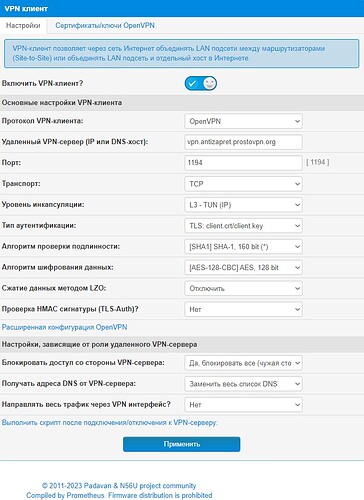 VPN клиент
Настройки
Сертификаты/ключи OpenVPN
VPN-клиент позволяет через сеть Интернет объединять LAN подсети между маршрутизаторами
(Site-to-Site) или объединять LAN подсеть и отдельный хост в Интернете.
Включить VPN-клиент?
Основные настройки VPN-клиента
Протокол VPN-клиента:
OpenVPN
Удаленный VPN-сервер (IP или DNS-хост):
vpn.antizapret.prostovpn.org
Порт:
1194
[ 1194 ]
Транспорт:
TCP
Уровень инкапсуляции:
L3 - TUN (IP)
Тип аутентификации:
TLS: client.crt/client.key
Алгоритм проверки подлинности:
[SHA1] SHA-1, 160 bit (*)
Алгоритм шифрования данных:
[AES-128-CBC] AES, 128 bit
Сжатие данных методом LZO:
Отключить
Проверка HMAC сигнатуры (TLS-Auth)?
Нет
Расширенная конфигурация OpenVPN
Настройки, зависящие от роли удаленного VPN-сервера
Блокировать доступ со стороны VPN-сервера:
Да, блокировать все (чужая сто
Получать адреса DNS от VPN-сервера:
Заменить весь список DNS
Направлять весь трафик через VPN интерфейс?
Нет
Выполнить скрипт после подключения/отключения к VPN-серверу:
Применить
© 2011-2023 Padavan & N56U project community
Compiled by Prometheus. Firmware distribution is prohibited